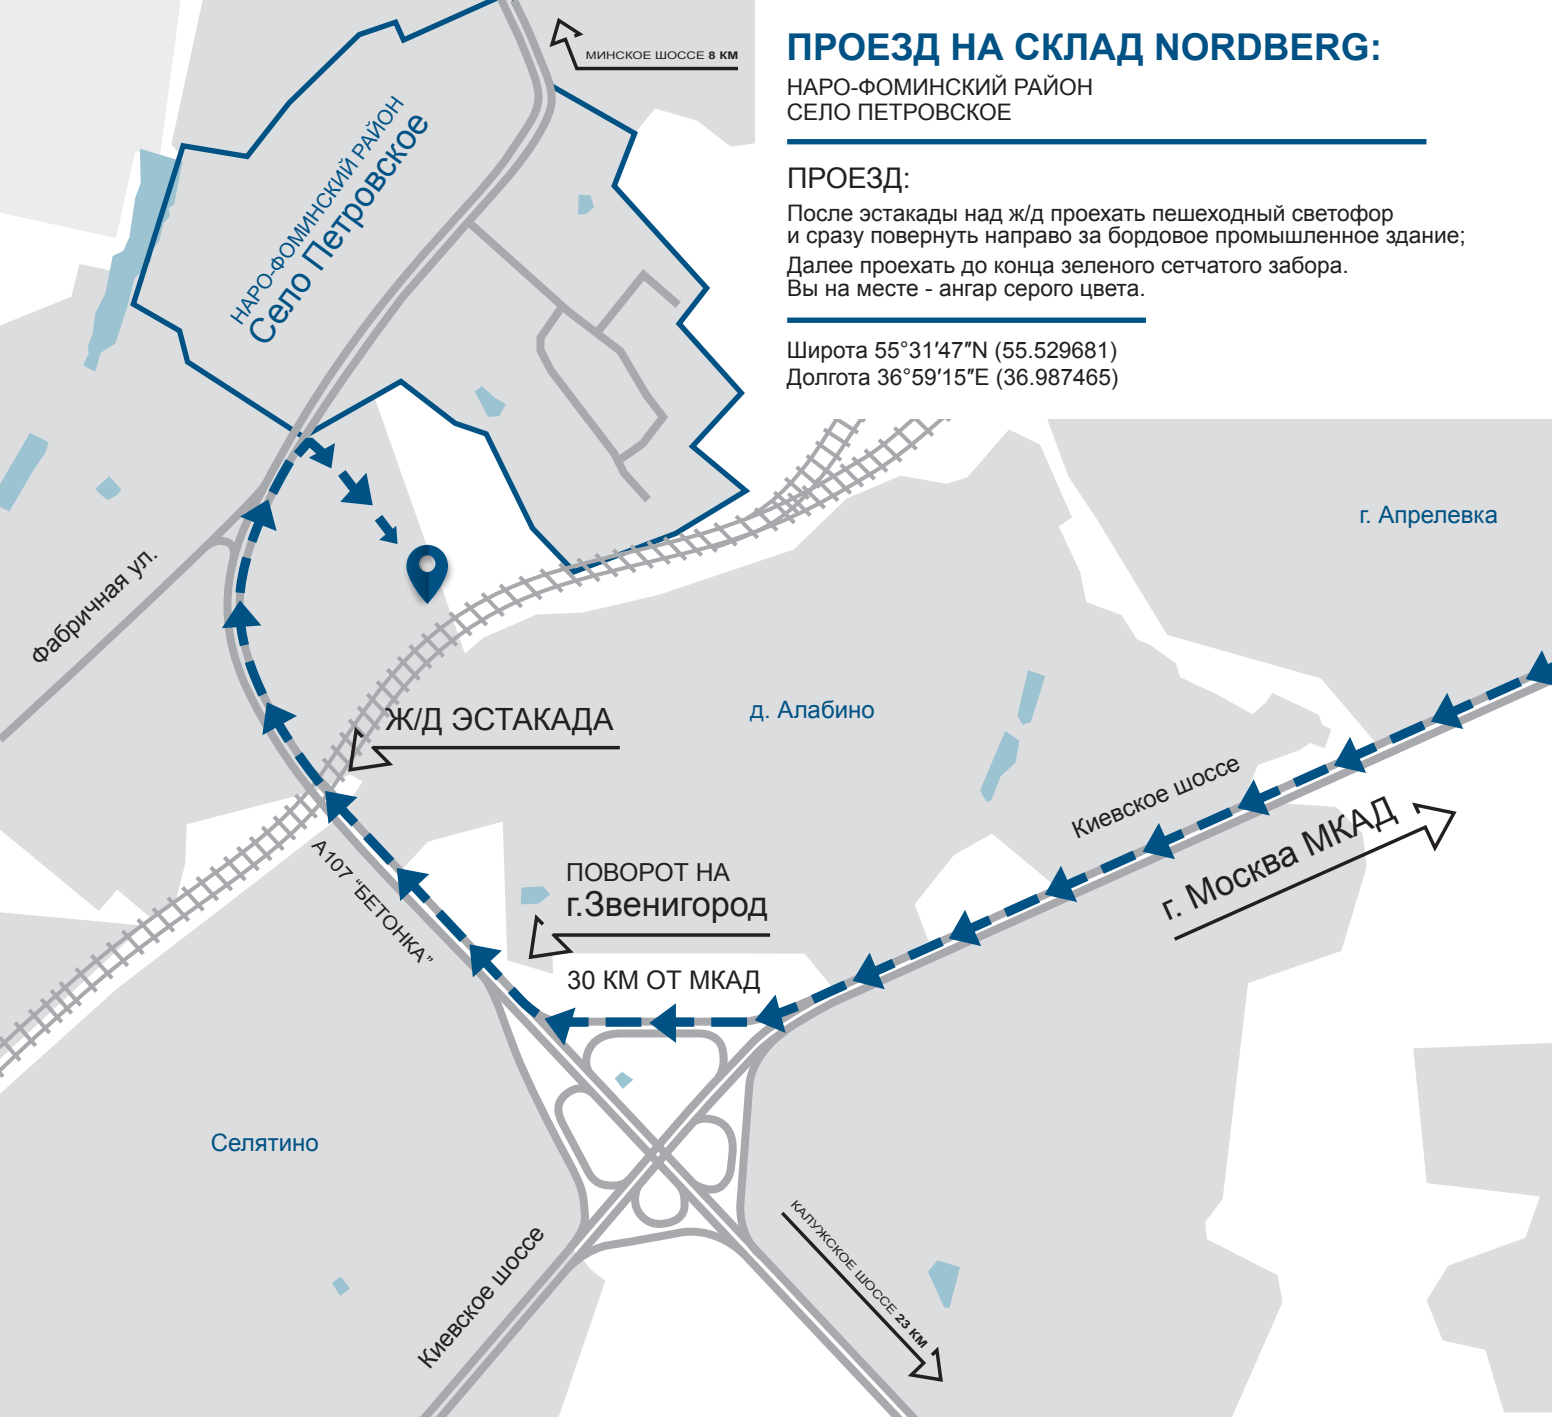 МИНСКОЕ ШОССЕ 8 КМ
ПРОЕЗД НА СКЛАД NORDBERG:
НАРО-ФОМИНСКИЙ РАЙОН
СЕЛО ПЕТРОВСКОЕ
ПРОЕЗД:
После эстакады над ж/д проехать пешеходный светофор
и сразу повернуть направо за бордовое промышленное здание;
Далее проехать до конца зеленого сетчатого забора.
Вы на месте - ангар серого цвета.
Широта 55°31′47″N (55.529681)
Долгота 36°59′15″E (36.987465)
НАРО-ФОМИНСКИЙ РАЙОН
Село Петровское
г. Апрелевка
Фабричная ул.
Ж/Д ЭСТАКАДА
д. Алабино
Киевское шоссе
г. Москва МКАД
А107 “БЕТОНКА”
ПОВОРОТ НА
г.Звенигород
30 КМ ОТ МКАД
Селятино
Киевское шоссе
КАЛУЖСКОЕ ШОССЕ 23 КМ